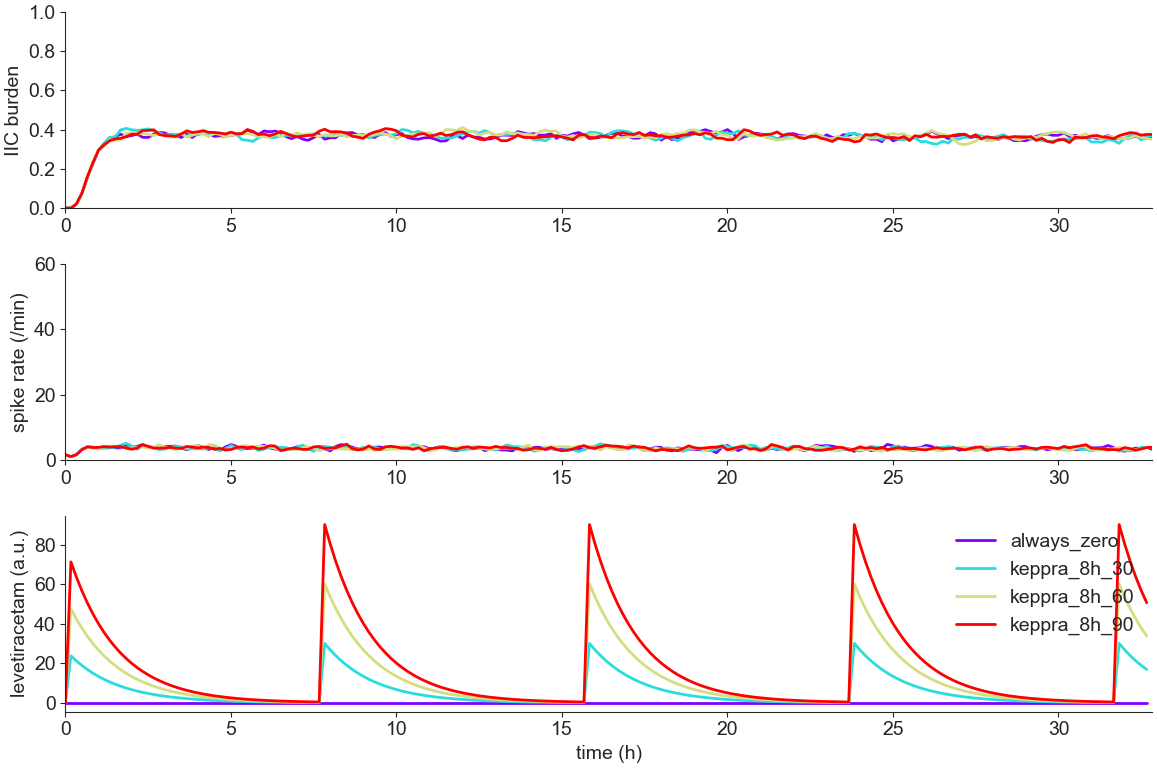 1.0
0.8
0.6
0.4
0.2
0.0
IIC burden
0 5 10 15 20 25 30
60
40
20
0
spike rate (/min)
0 5 10 15 20 25 30
80
60
40
20
0
levetiracetam (a.u.)
always_zero
keppra_8h_30
keppra_8h_60
keppra_8h_90
0 5 10 15 20 25 30
time (h)